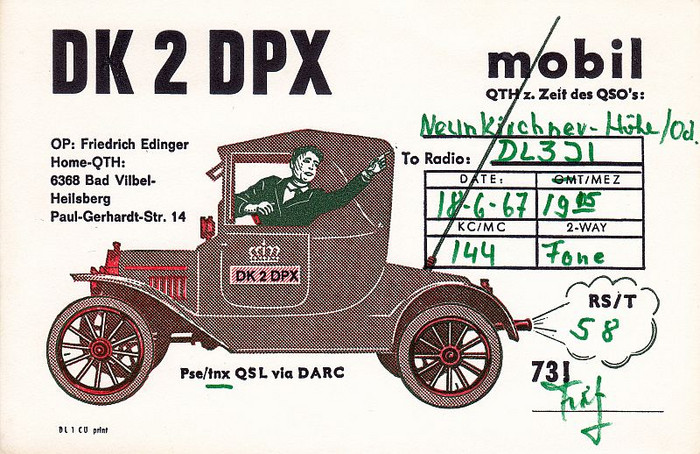 DK 2 DPX
mobil
QTH z. Zeit des QSO's:
Neunkirchner-Höhe/Od.
OP: Friedrich Edinger
Home-QTH:
6368 Bad Vilbel-
Heilsberg
Paul-Gerhardt-Str. 14
To Radio: DL3JI
DATE: GMT/MEZ
18-6-67 19 15
KC/MC 2-WAY
144 Fone
DK 2 DPX
RS/T
58
Pse/tnx QSL via DARC
73!
DL 1 CU print